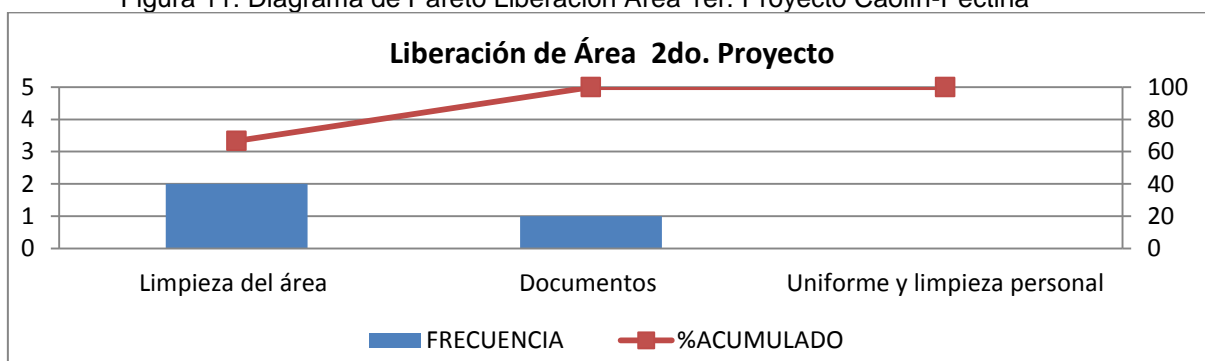 Figura 11. Diagrama de Pareto Liberación Área 1er. Proyecto Caolín-Pectina
Liberación de Área 2do. Proyecto
5 100
4 80
3 60
2 40
1 20
0 0
Limpieza del área Documentos Uniforme y limpieza personal
FRECUENCIA %ACUMULADO